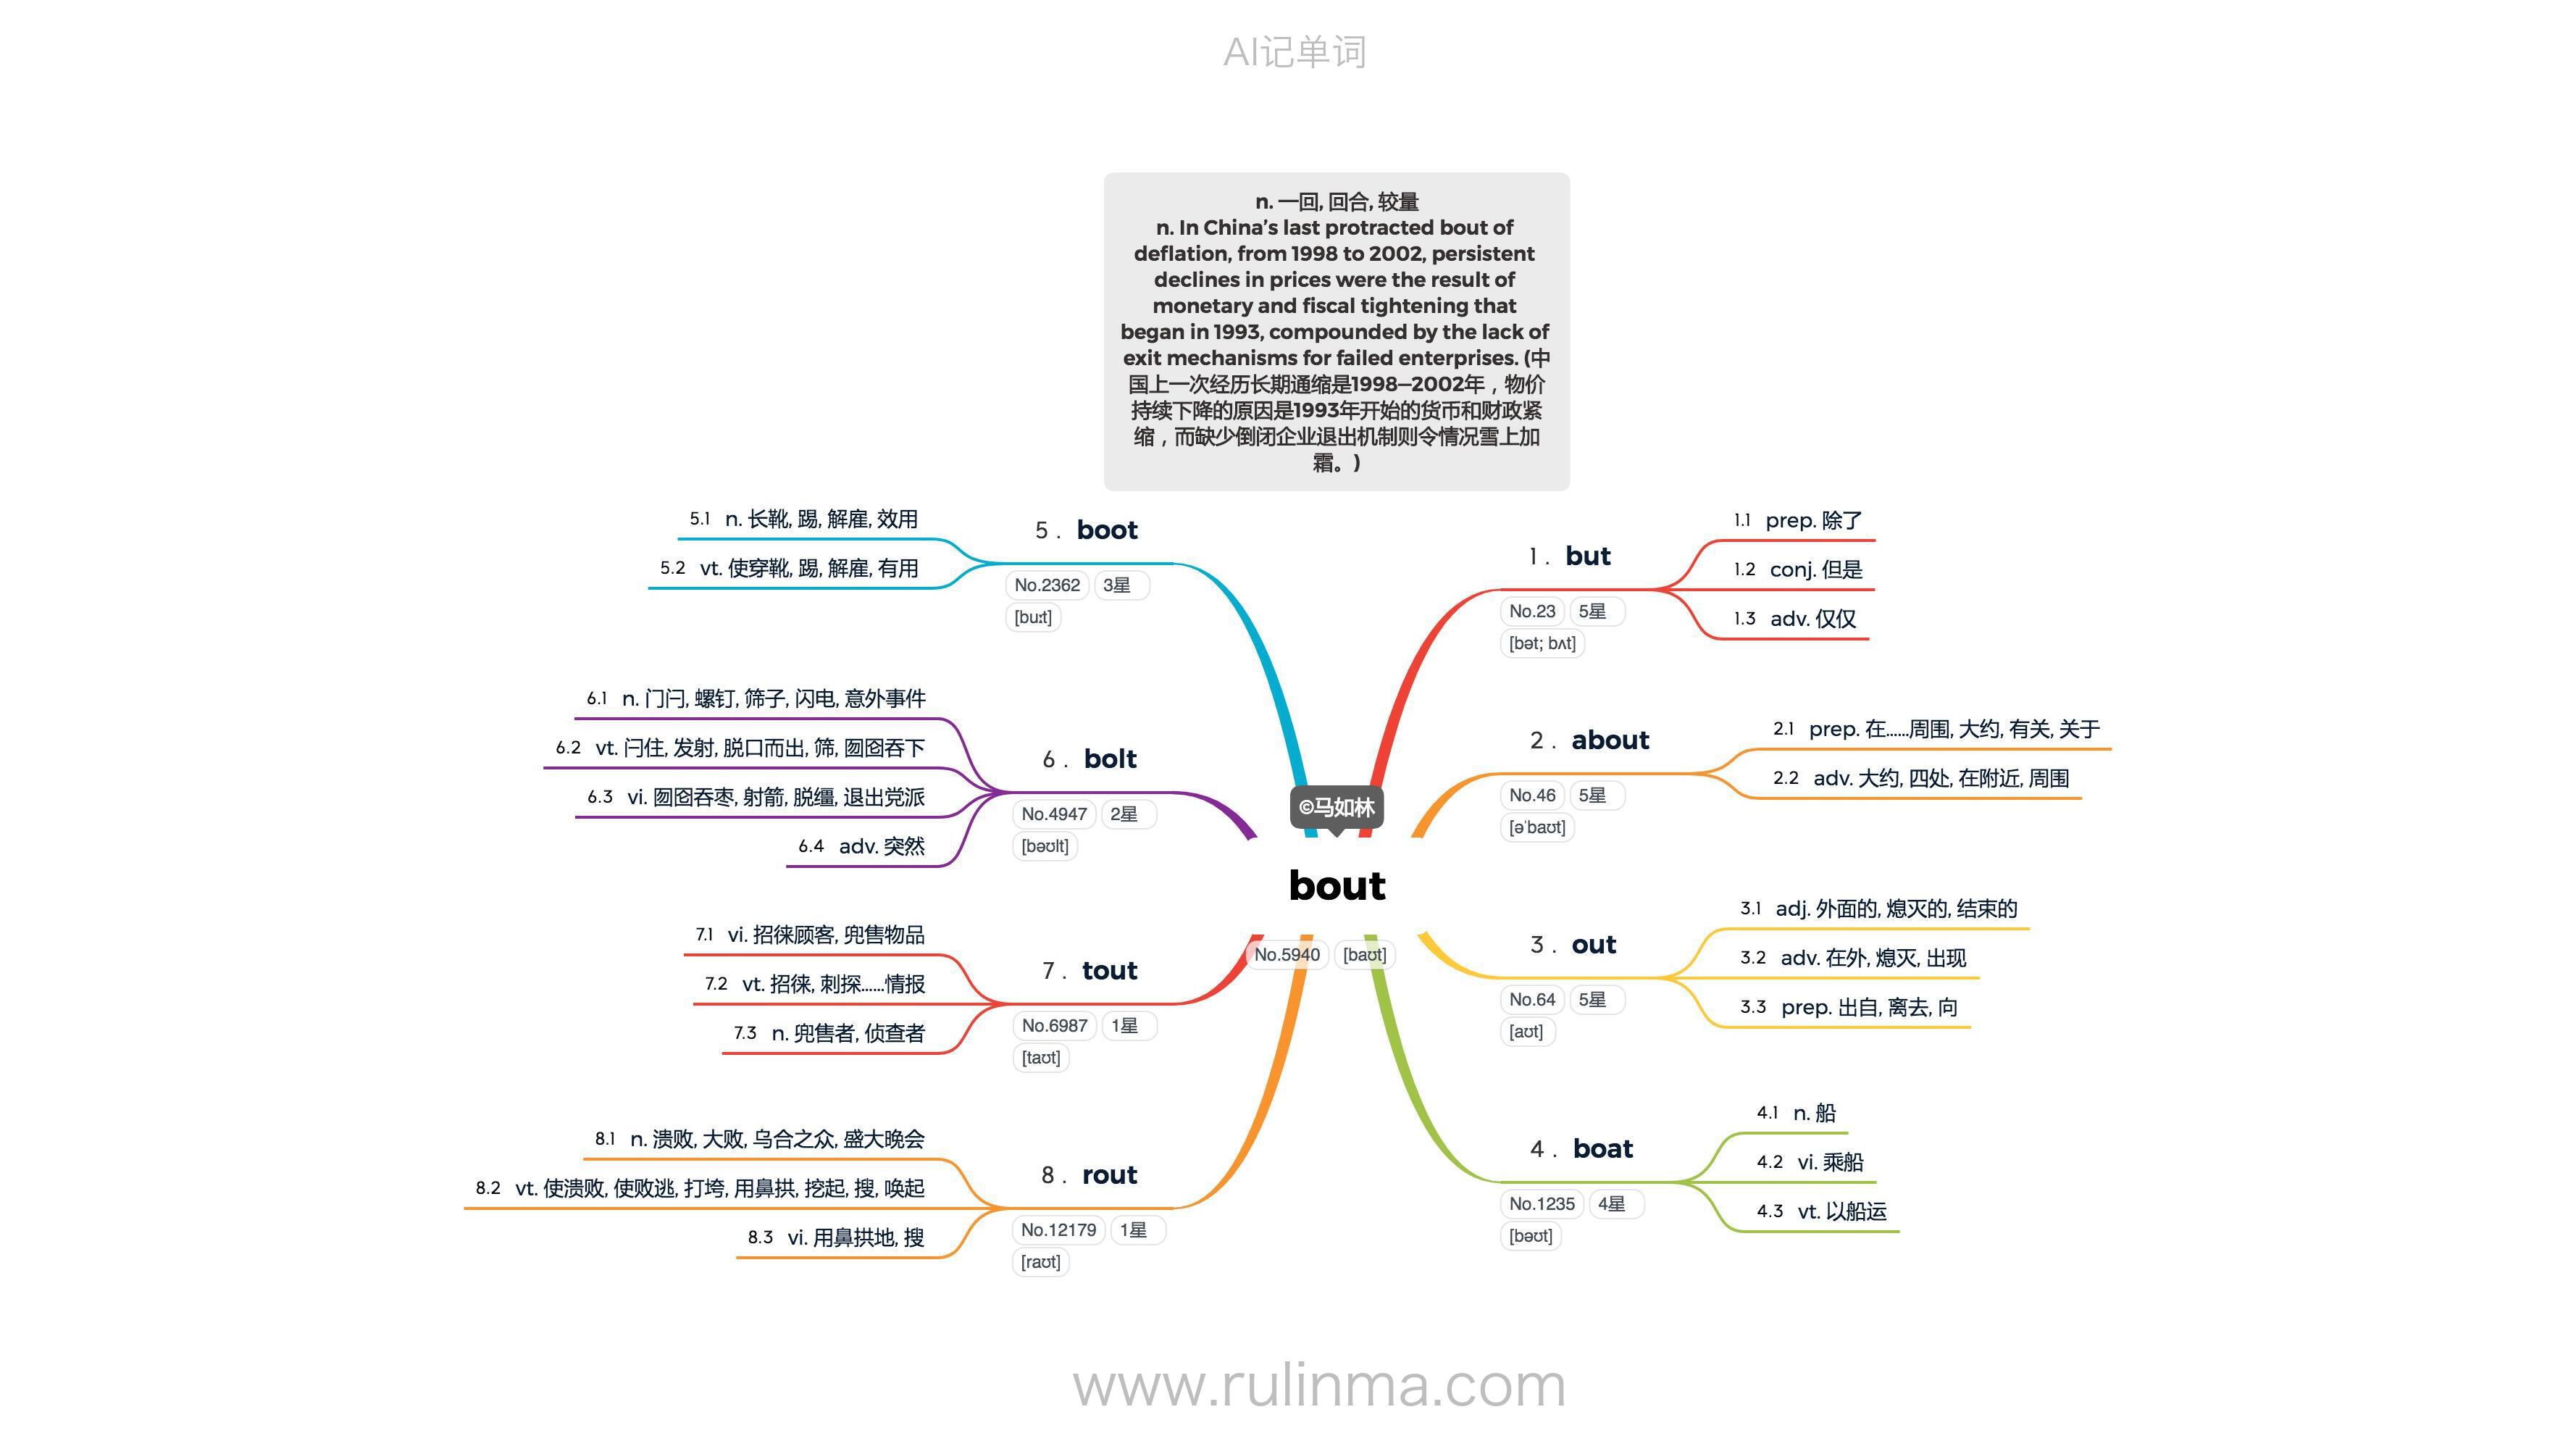 AI记单词
n. 一回, 回合, 较量
n. In China’s last protracted bout of
deflation, from 1998 to 2002, persistent
declines in prices were the result of
monetary and fiscal tightening that
began in 1993, compounded by the lack of
exit mechanisms for failed enterprises. (中
国上一次经历长期通缩是1998—2002年，物价
持续下降的原因是1993年开始的货币和财政紧
缩，而缺少倒闭企业退出机制则令情况雪上加
霜。)
©马如林
bout
No.5940 [baʊt]
1. but
No.23 5星
[bət; bʌt]
1.1 prep. 除了
1.2 conj. 但是
1.3 adv. 仅仅
2. about
No.46 5星
[əˈbaʊt]
2.1 prep. 在……周围, 大约, 有关, 关于
2.2 adv. 大约, 四处, 在附近, 周围
3. out
No.64 5星
[aʊt]
3.1 adj. 外面的, 熄灭的, 结束的
3.2 adv. 在外, 熄灭, 出现
3.3 prep. 出自, 离去, 向
4. boat
No.1235 4星
[bəʊt]
4.1 n. 船
4.2 vi. 乘船
4.3 vt. 以船运
5. boot
No.2362 3星
[buːt]
5.1 n. 长靴, 踢, 解雇, 效用
5.2 vt. 使穿靴, 踢, 解雇, 有用
6. bolt
No.4947 2星
[bəʊlt]
6.1 n. 门闩, 螺钉, 筛子, 闪电, 意外事件
6.2 vt. 闩住, 发射, 脱口而出, 筛, 囫囵吞下
6.3 vi. 囫囵吞枣, 射箭, 脱缰, 退出党派
6.4 adv. 突然
7. tout
No.6987 1星
[taʊt]
7.1 vi. 招徕顾客, 兜售物品
7.2 vt. 招徕, 刺探……情报
7.3 n. 兜售者, 侦查者
8. rout
No.12179 1星
[raʊt]
8.1 n. 溃败, 大败, 乌合之众, 盛大晚会
8.2 vt. 使溃败, 使败逃, 打垮, 用鼻拱, 挖起, 搜, 唤起
8.3 vi. 用鼻拱地, 搜
www.rulinma.com